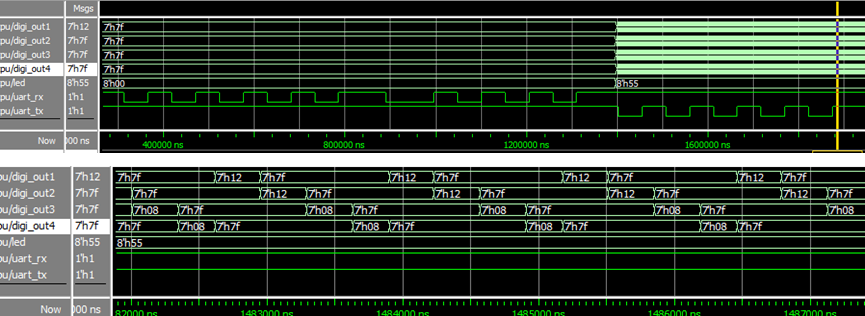 Msgs
pu/digi_out1 7'h12 7'h7f
pu/digi_out2 7'h7f 7'h7f
pu/digi_out3 7'h7f 7'h7f
pu/digi_out4 7'h7f 7'h7f
pu/led 8'h55 8'h00 8'h55
pu/uart_rx 1'h1
pu/uart_tx 1'h1
Now 000 ns 400000 ns 800000 ns 1200000 ns 1600000 ns
pu/digi_out1 7'h12 7'h7f 7'h12 7'h7f 7'h12 7'h7f 7'h12 7'h7f 7'h12 7'h7f
pu/digi_out2 7'h7f 7'h7f 7'h12 7'h7f 7'h12 7'h7f 7'h12 7'h7f 7'h12 7'h7f
pu/digi_out3 7'h7f 7'h08 7'h7f 7'h08 7'h7f 7'h08 7'h7f 7'h08 7'h7f 7'h08
pu/digi_out4 7'h7f 7'h7f 7'h08 7'h7f 7'h08 7'h7f 7'h08 7'h7f 7'h08 7'h7f
pu/led 8'h55 8'h55
pu/uart_rx 1'h1
pu/uart_tx 1'h1
Now 000 ns 82000 ns 1483000 ns 1484000 ns 1485000 ns 1486000 ns 1487000 ns